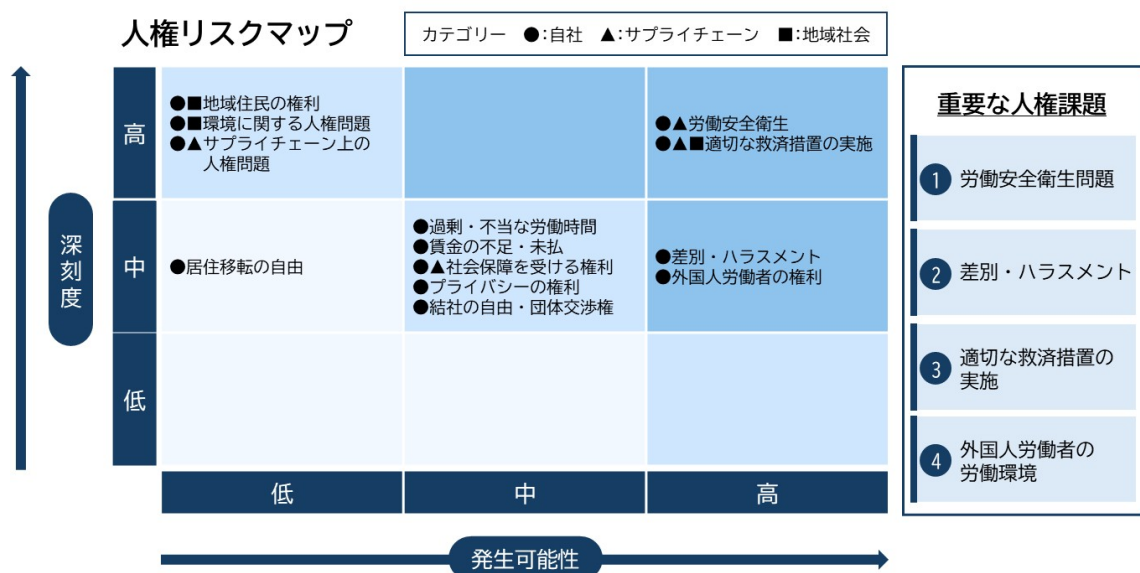 人権リスクマップ
カテゴリー ●:自社 ▲:サプライチェーン ■:地域社会
深刻度
高
●■地域住民の権利
●■環境に関する人権問題
●▲サプライチェーン上の
人権問題
●▲労働安全衛生
●▲■適切な救済措置の実施
中
●居住移転の自由
●過剰・不当な労働時間
●賃金の不足・未払
●▲社会保障を受ける権利
●プライバシーの権利
●結社の自由・団体交渉権
●差別・ハラスメント
●外国人労働者の権利
低
低
中
高
発生可能性
重要な人権課題
1 労働安全衛生問題
2 差別・ハラスメント
3 適切な救済措置の
実施
4 外国人労働者の
労働環境